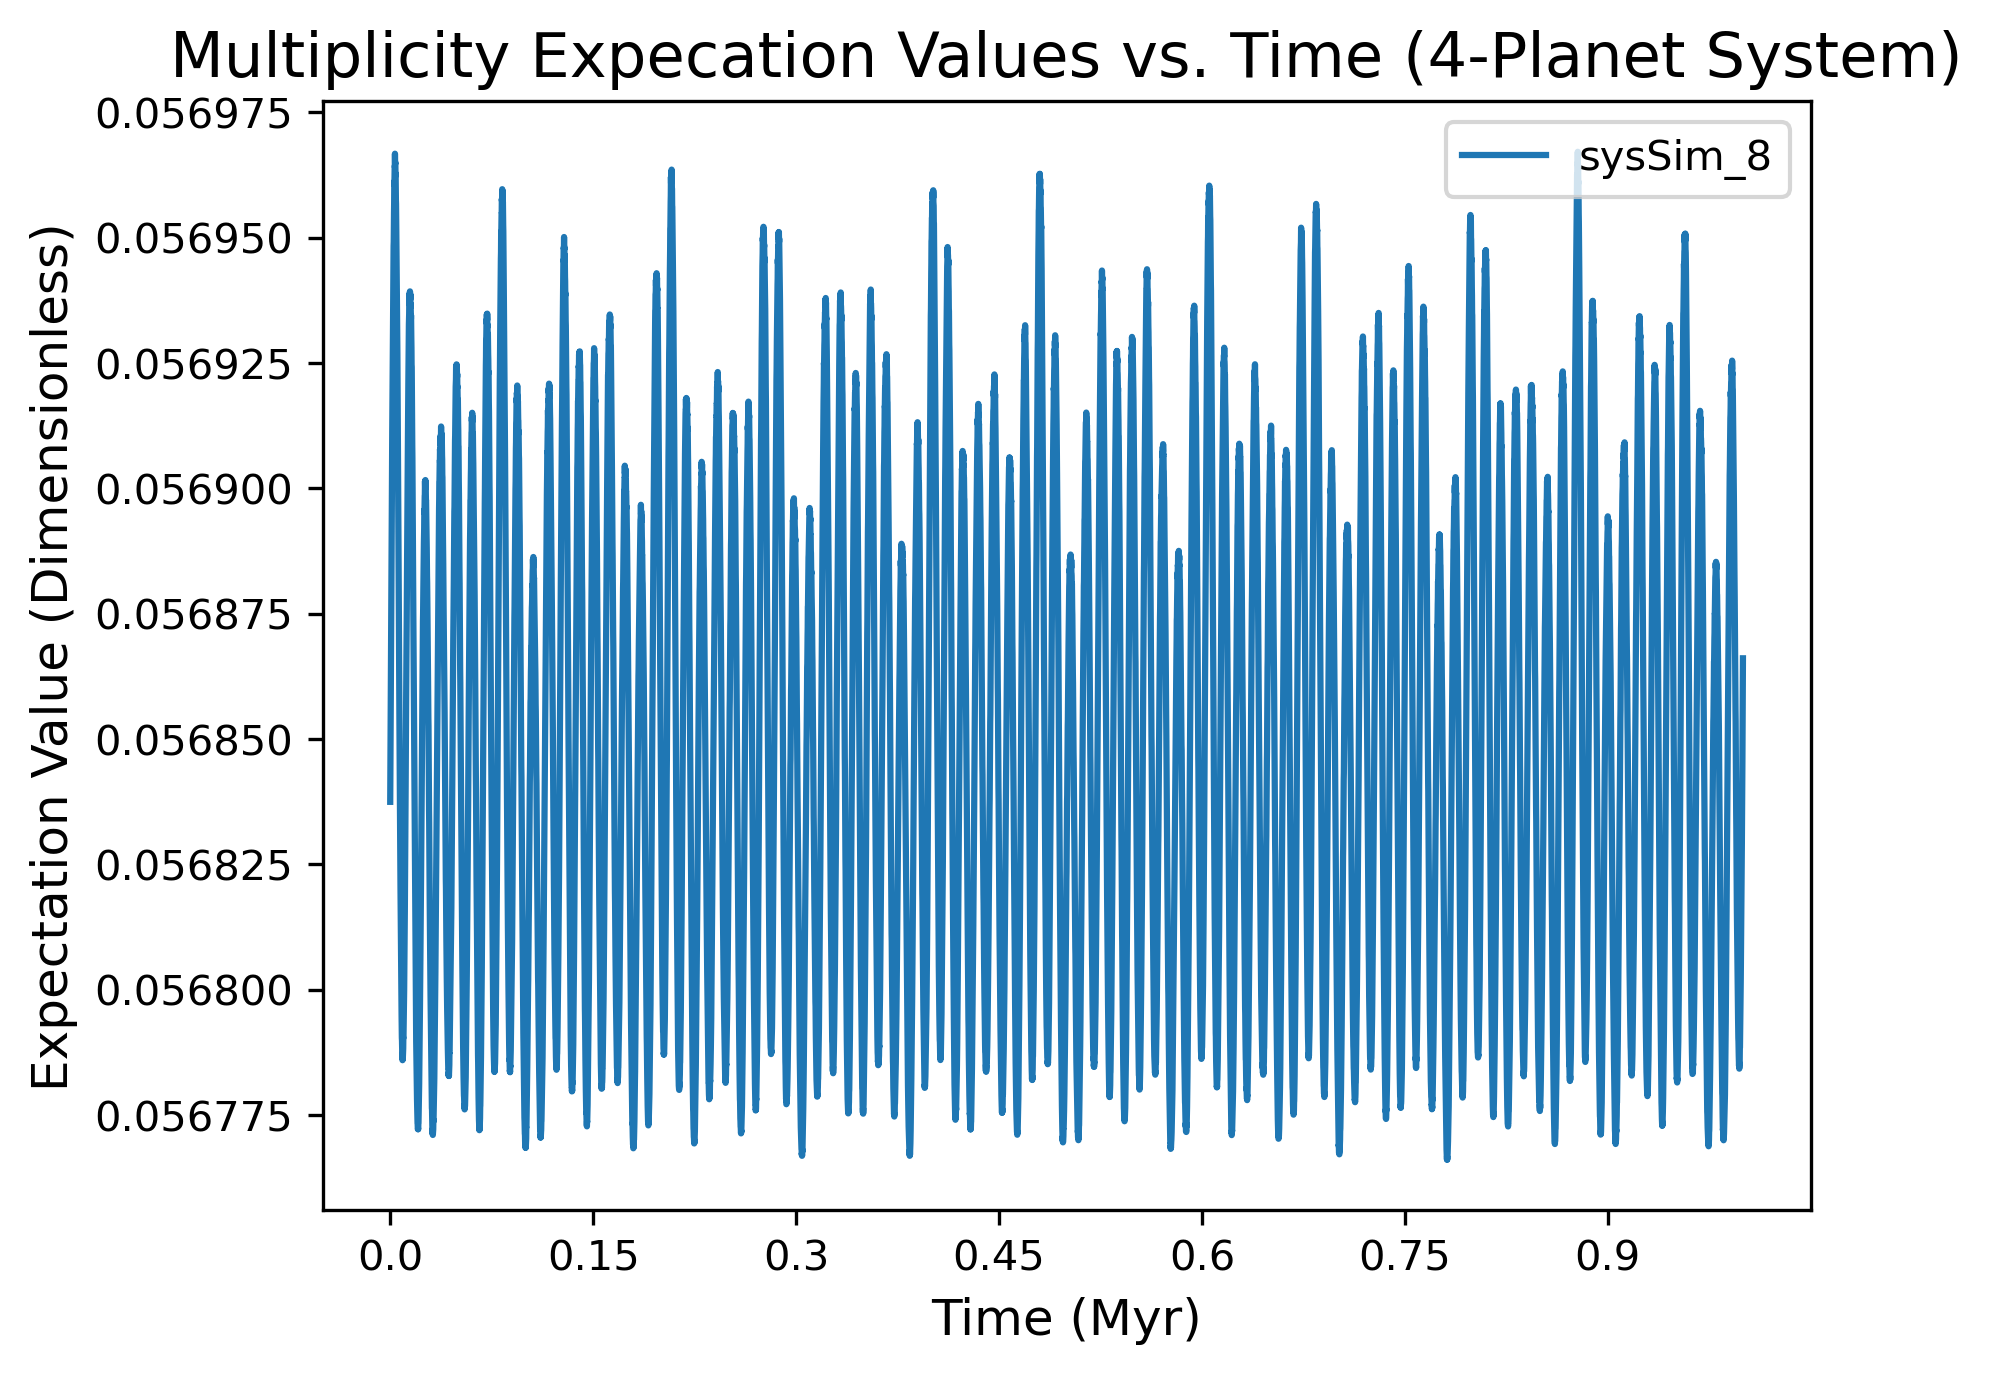 Multiplicity Expecation Values vs. Time (4-Planet System)
sysSim_8
Expectation Value (Dimensionless)
0.056975
0.056950
0.056925
0.056900
0.056875
0.056850
0.056825
0.056800
0.056775
0.0 0.15 0.3 0.45 0.6 0.75 0.9
Time (Myr)